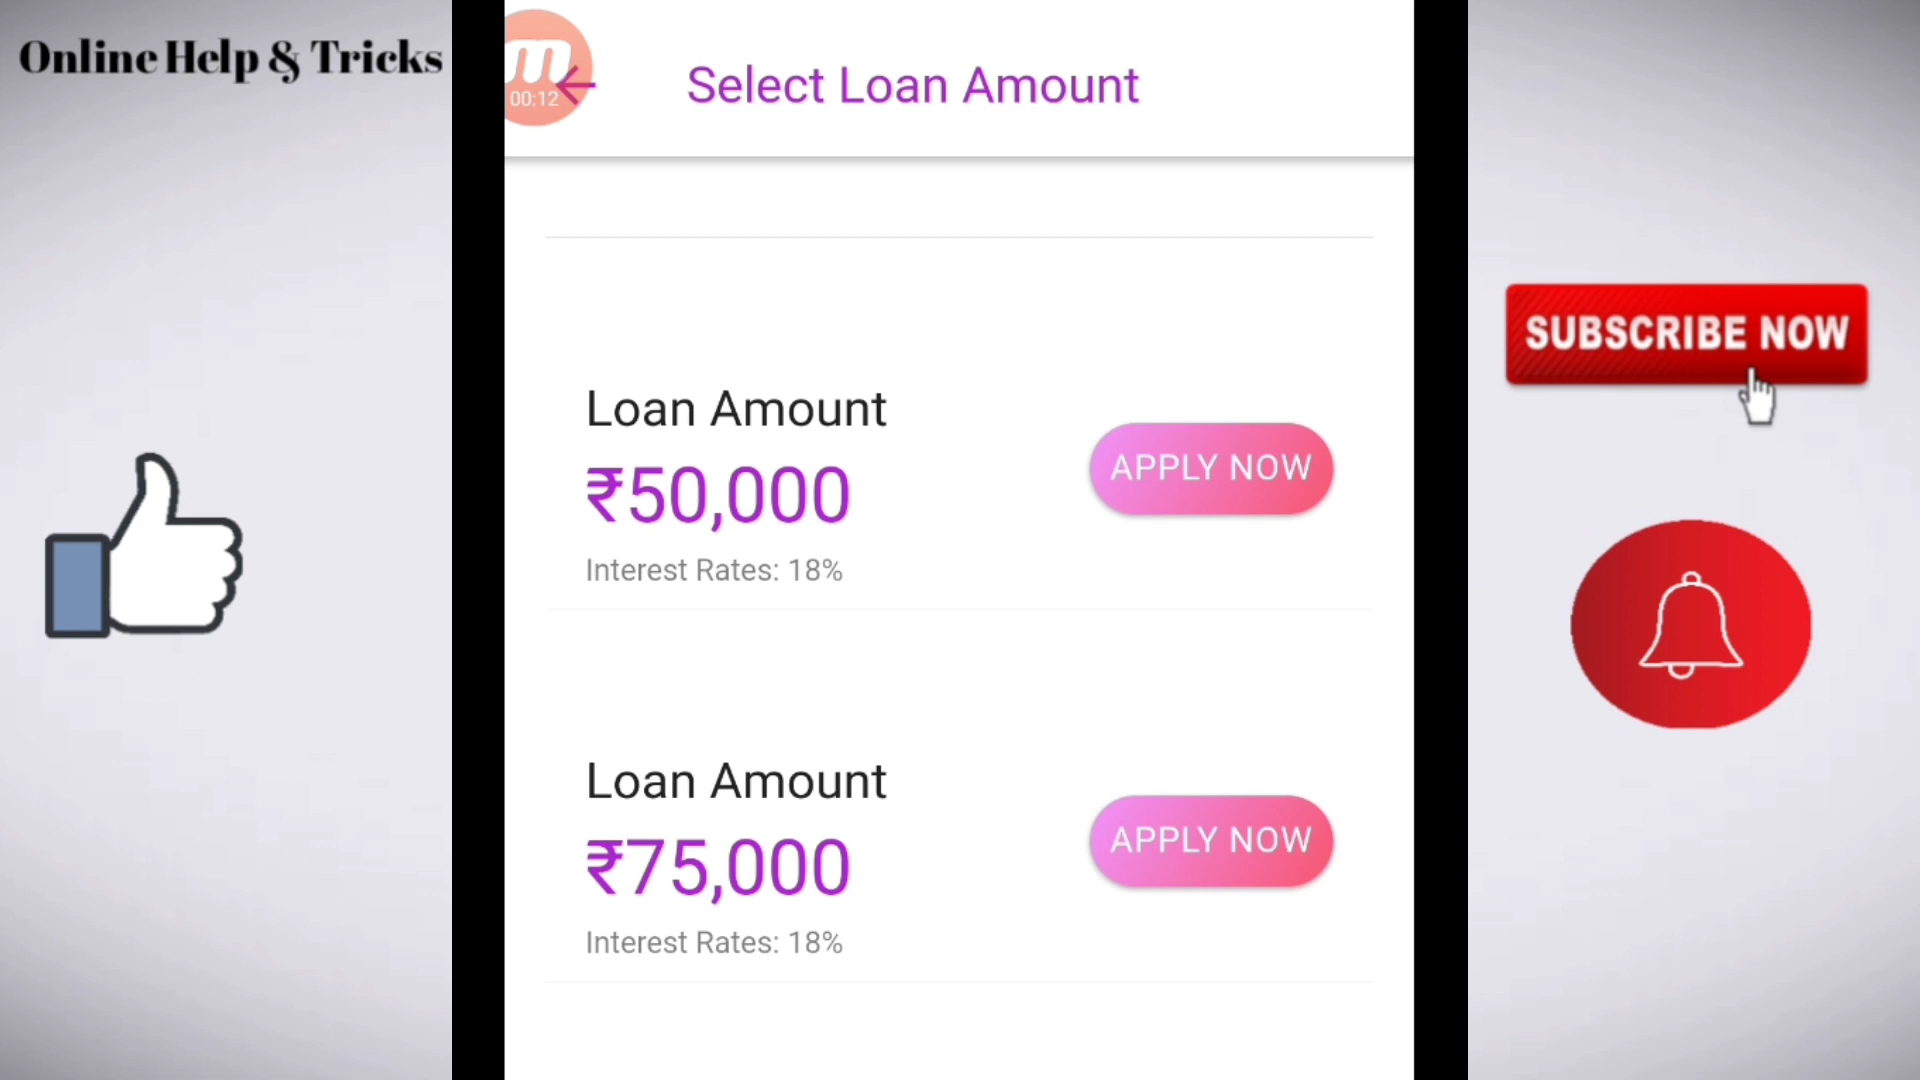 Online Help & Tricks
m
00:12
Select Loan Amount
Loan Amount
₹50,000
Interest Rates: 18%
APPLY NOW
Loan Amount
₹75,000
Interest Rates: 18%
APPLY NOW
SUBSCRIBE NOW